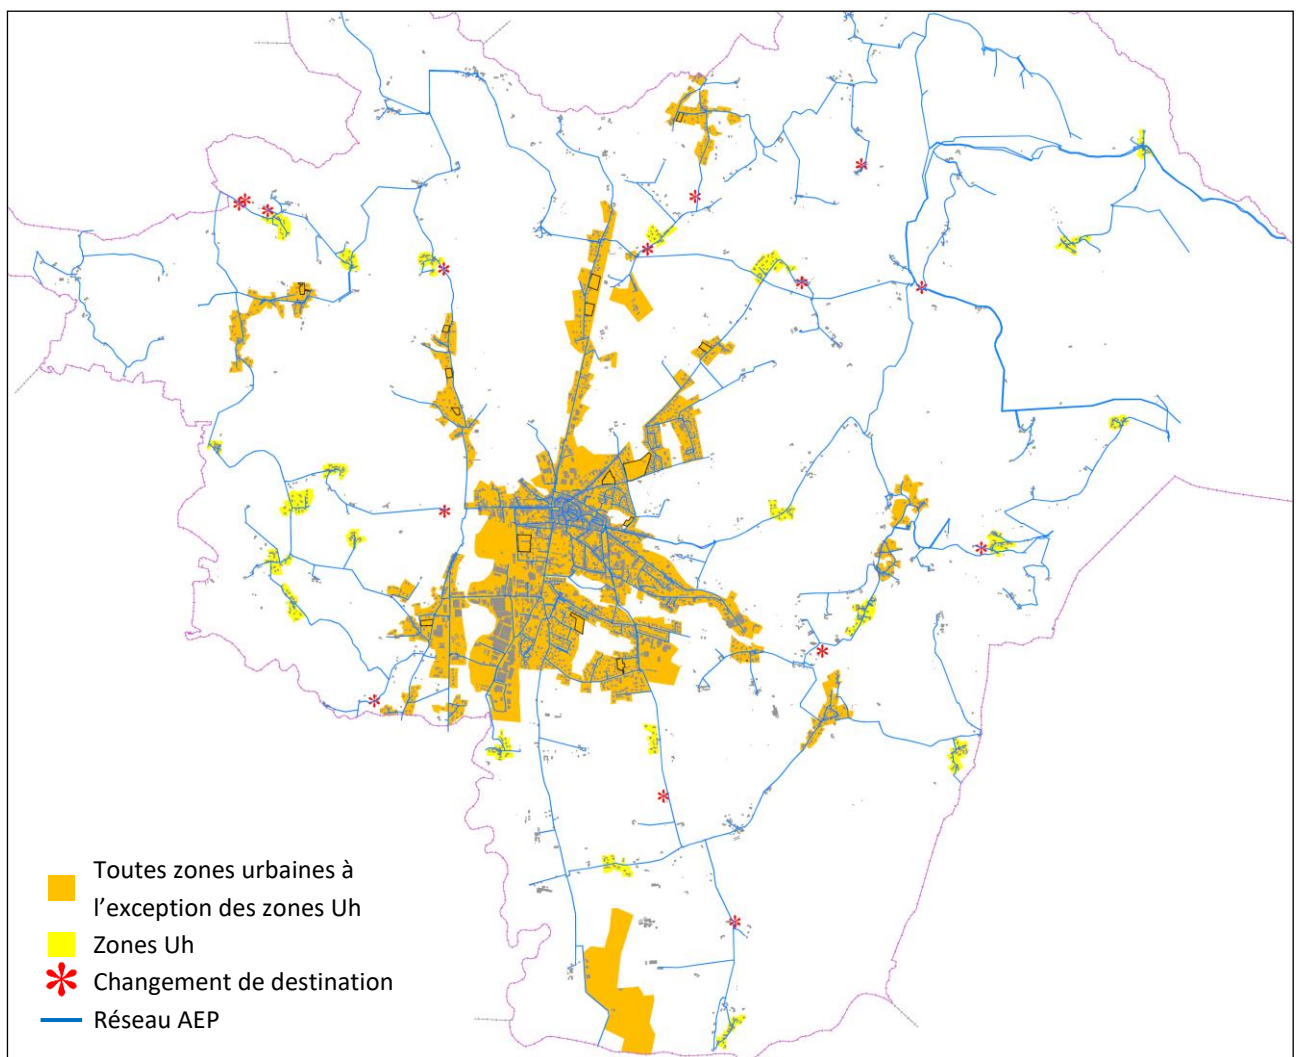 Toutes zones urbaines à
l’exception des zones Uh
Zones Uh
Changement de destination
Réseau AEP